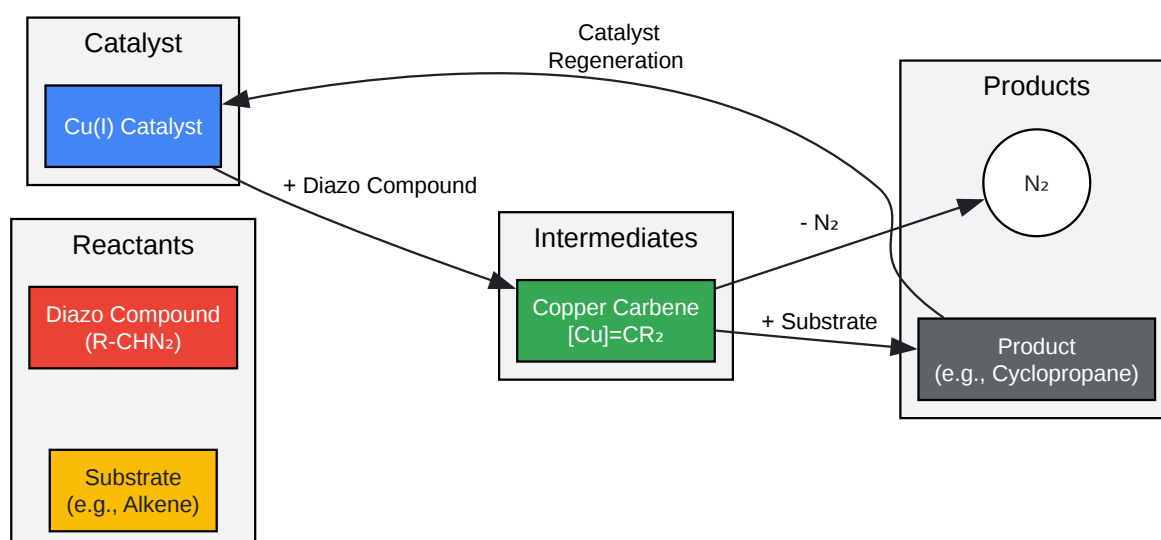 Catalyst
Cu(I) Catalyst
Catalyst
Regeneration
Products
N₂
+ Diazo Compound
- N₂
Reactants
Diazo Compound
(R-CHN₂)
Substrate
(e.g., Alkene)
Intermediates
Copper Carbene
[Cu]=CR₂
+ Substrate
Product
(e.g., Cyclopropane)